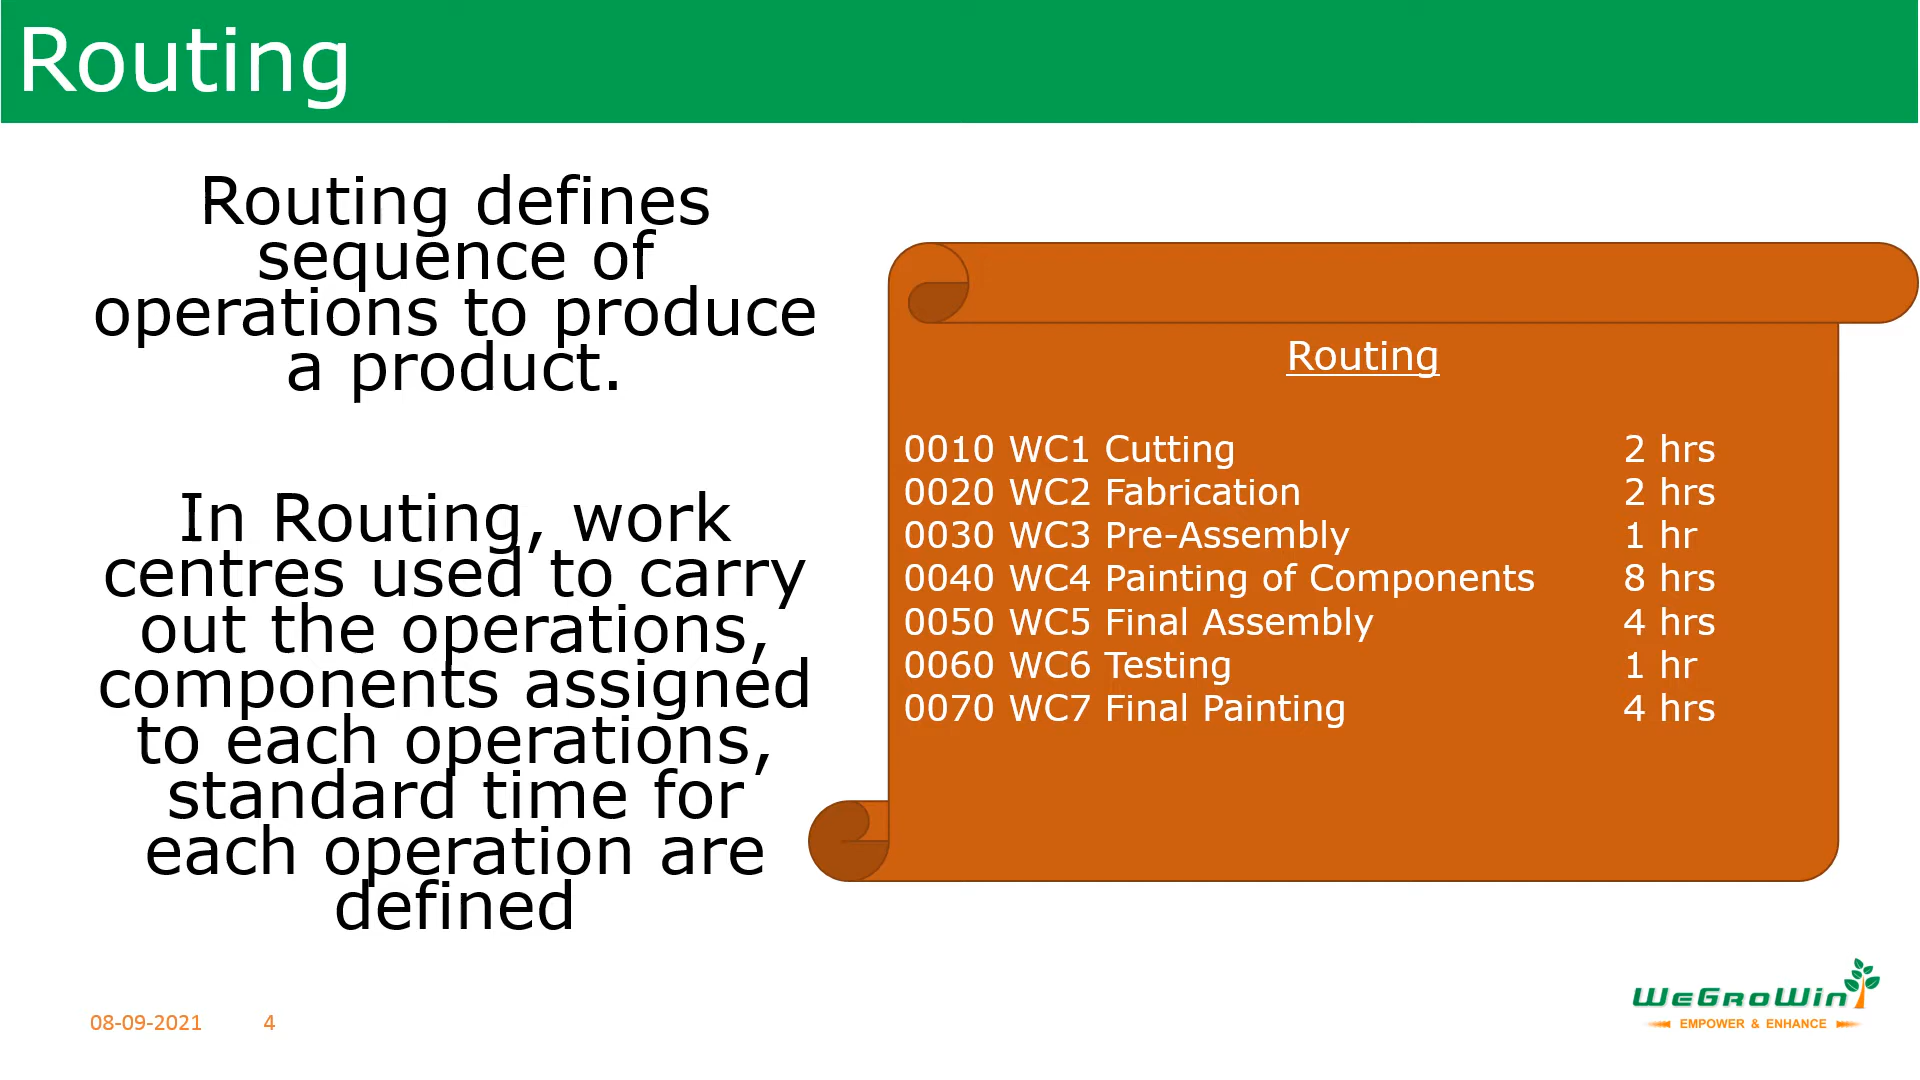 Routing
Routing defines
sequence of
operations to produce
a product.
In Routing, work
centres used to carry
out the operations,
components assigned
to each operations,
standard time for
each operation are
defined
Routing
0010 WC1 Cutting 2 hrs
0020 WC2 Fabrication 2 hrs
0030 WC3 Pre-Assembly 1 hr
0040 WC4 Painting of Components 8 hrs
0050 WC5 Final Assembly 4 hrs
0060 WC6 Testing 1 hr
0070 WC7 Final Painting 4 hrs
08-09-2021 4
WeGroWin
EMPOWER & ENHANCE